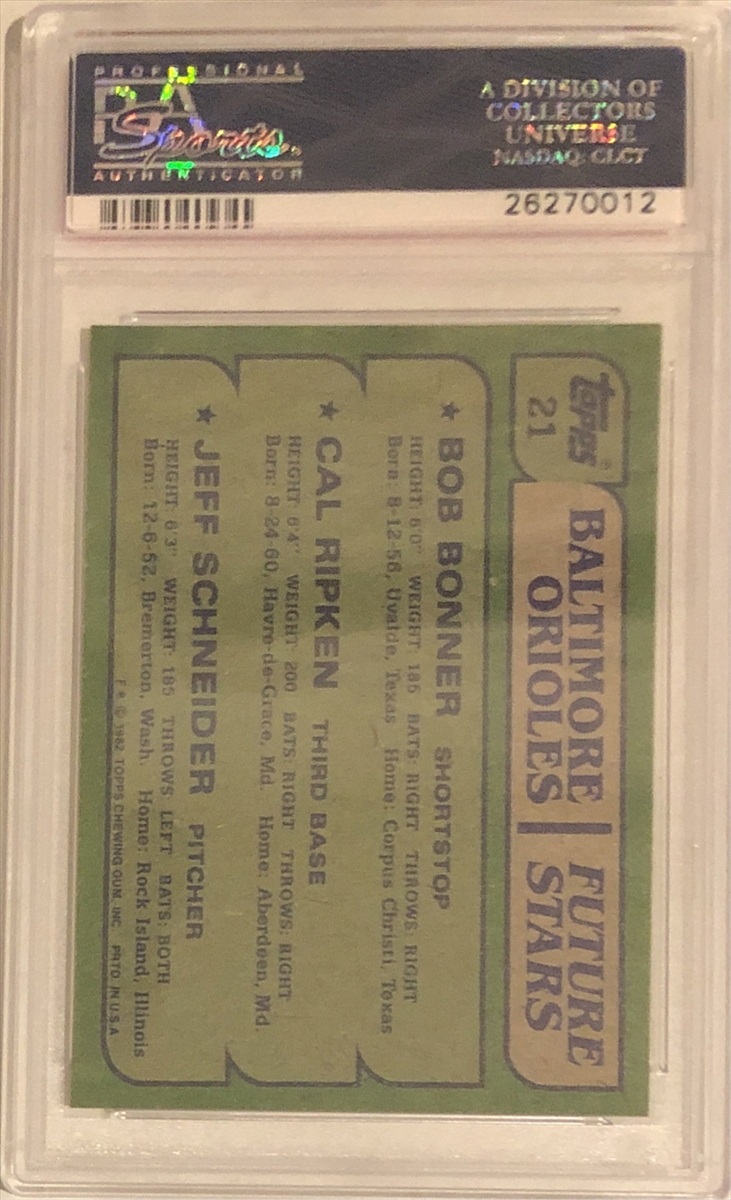 PROFESSIONAL
PSA
Sports.
AUTHENTICATOR
A DIVISION OF
COLLECTORS
UNIVERSE
NASDAQ: CLCT
26270012
topps®
21
BALTIMORE
ORIOLES
FUTURE
STARS
★ BOB BONNER SHORTSTOP
HEIGHT: 6'0" WEIGHT: 185 BATS: RIGHT THROWS: RIGHT
Born: 8-12-56, Uvalde, Texas Home: Corpus Christi, Texas
★ CAL RIPKEN THIRD BASE
HEIGHT: 6'4" WEIGHT: 200 BATS: RIGHT THROWS: RIGHT
Born: 8-24-60, Havre-de-Grace, Md. Home: Aberdeen, Md.
★ JEFF SCHNEIDER PITCHER
HEIGHT: 6'3" WEIGHT: 185 THROWS: LEFT BATS: BOTH
Born: 12-6-52, Bremerton, Wash. Home: Rock Island, Illinois
© 1982 TOPPS CHEWING GUM, INC. PRTD. IN U.S.A.